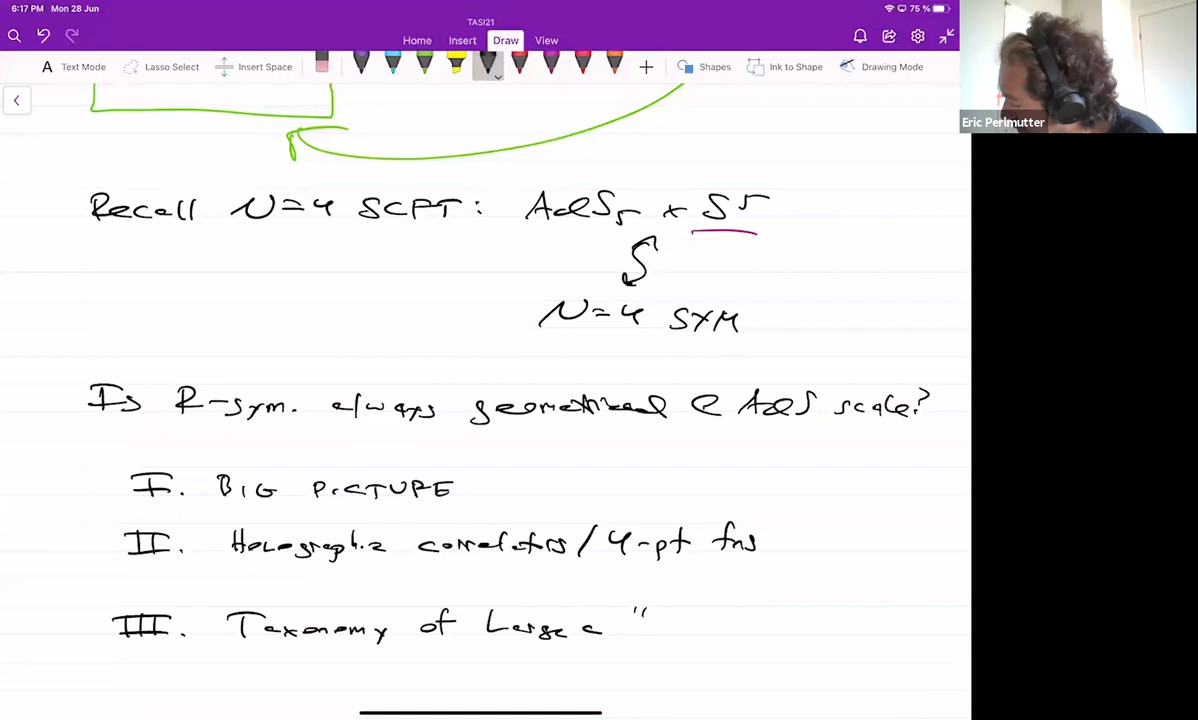 6:17 PM Mon 28 Jun
75 %
TASI21
Home Insert Draw View
A Text Mode Lasso Select Insert Space Shapes Ink to Shape Drawing Mode
Eric Perlmutter
Recall N=4 SCFT: AdS5 × S5
N=4 SYM
Is R-sym. always geometrized @ AdS scale?
I. BIG PICTURE
II. Holographic correlators / 4-pt fns
III. Taxonomy of Large c "